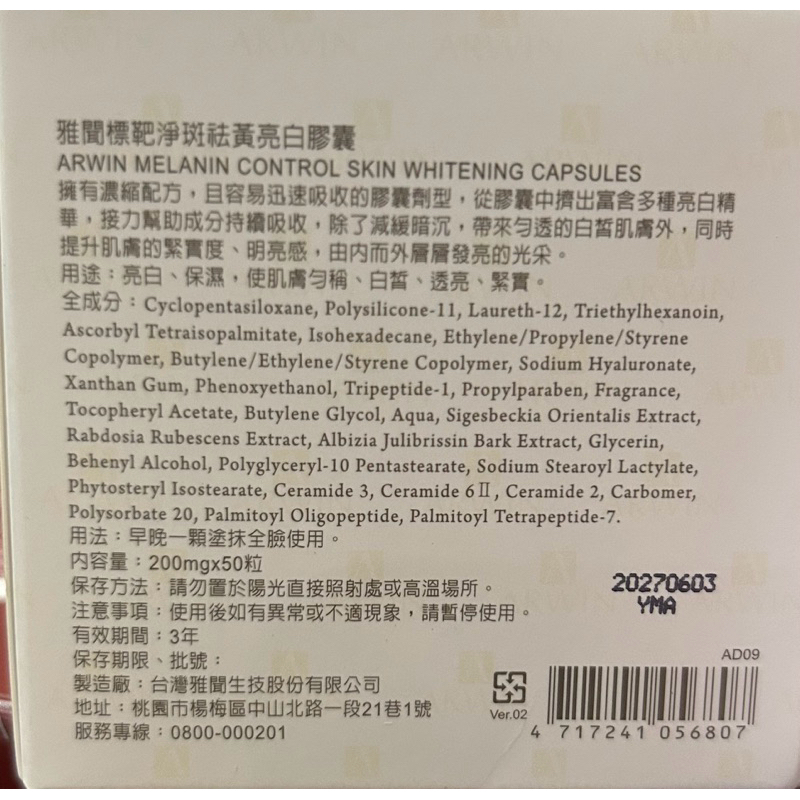 雅聞標靶淨斑祛黃亮白膠囊
ARWIN MELANIN CONTROL SKIN WHITENING CAPSULES
擁有濃縮配方，且容易迅速吸收的膠囊劑型，從膠囊中擠出富含多種亮白精
華，接力幫助成分持續吸收，除了減緩暗沉，帶來勻透的白皙肌膚外，同時
提升肌膚的緊實度、明亮感，由內而外層層發亮的光采。
用途：亮白、保濕，使肌膚勻稱、白皙、透亮、緊實。
全成分：Cyclopentasiloxane, Polysilicone-11, Laureth-12, Triethylhexanoin,
Ascorbyl Tetraisopalmitate, Isohexadecane, Ethylene/Propylene/Styrene
Copolymer, Butylene/Ethylene/Styrene Copolymer, Sodium Hyaluronate,
Xanthan Gum, Phenoxyethanol, Tripeptide-1, Propylparaben, Fragrance,
Tocopheryl Acetate, Butylene Glycol, Aqua, Sigesbeckia Orientalis Extract,
Rabdosia Rubescens Extract, Albizia Julibrissin Bark Extract, Glycerin,
Behenyl Alcohol, Polyglyceryl-10 Pentastearate, Sodium Stearoyl Lactylate,
Phytosteryl Isostearate, Ceramide 3, Ceramide 6Ⅱ, Ceramide 2, Carbomer,
Polysorbate 20, Palmitoyl Oligopeptide, Palmitoyl Tetrapeptide-7.
用法：早晚一顆塗抹全臉使用。
內容量：200mgx50粒
保存方法：請勿置於陽光直接照射處或高溫場所。
注意事項：使用後如有異常或不適現象，請暫停使用。
20270603
YMA
有效期間：3年
保存期限、批號：
製造廠：台灣雅聞生技股份有限公司
地址：桃園市楊梅區中山北路一段21巷1號
服務專線：0800-000201
Ver.02
AD09
4 717241 056807